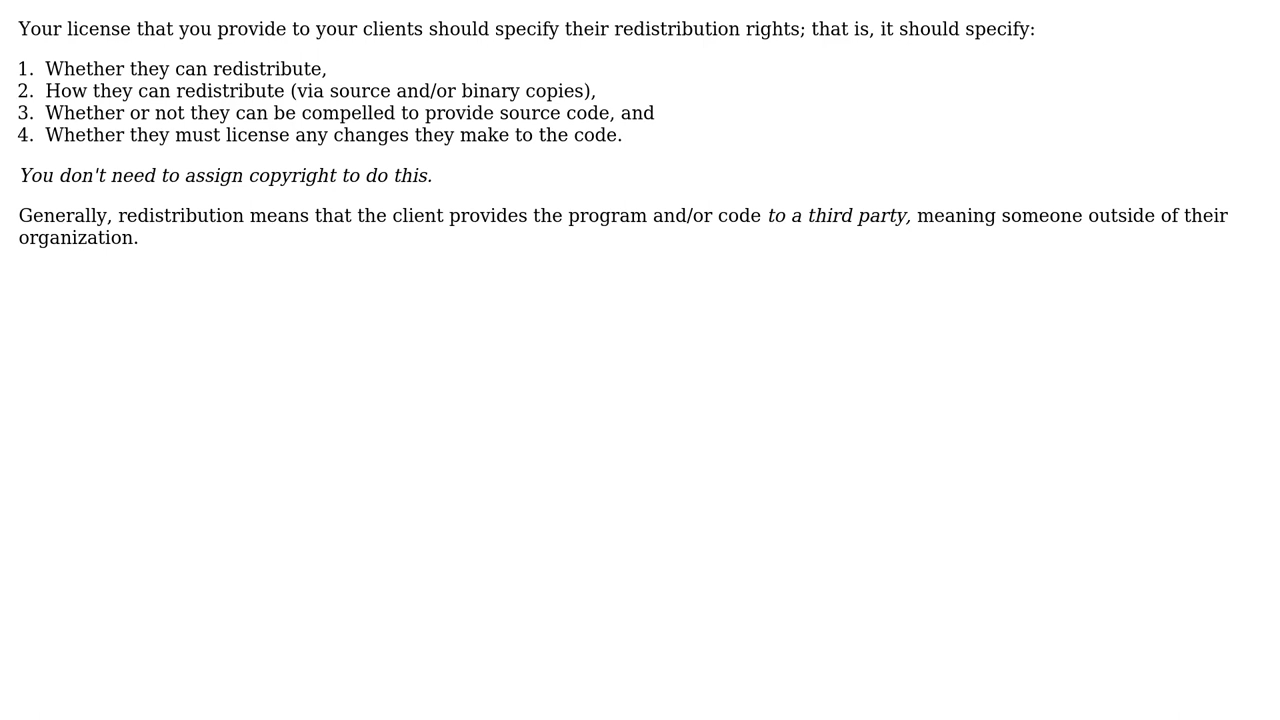 Your license that you provide to your clients should specify their redistribution rights; that is, it should specify:
1. Whether they can redistribute,
2. How they can redistribute (via source and/or binary copies),
3. Whether or not they can be compelled to provide source code, and
4. Whether they must license any changes they make to the code.
You don't need to assign copyright to do this.
Generally, redistribution means that the client provides the program and/or code to a third party, meaning someone outside of their
organization.